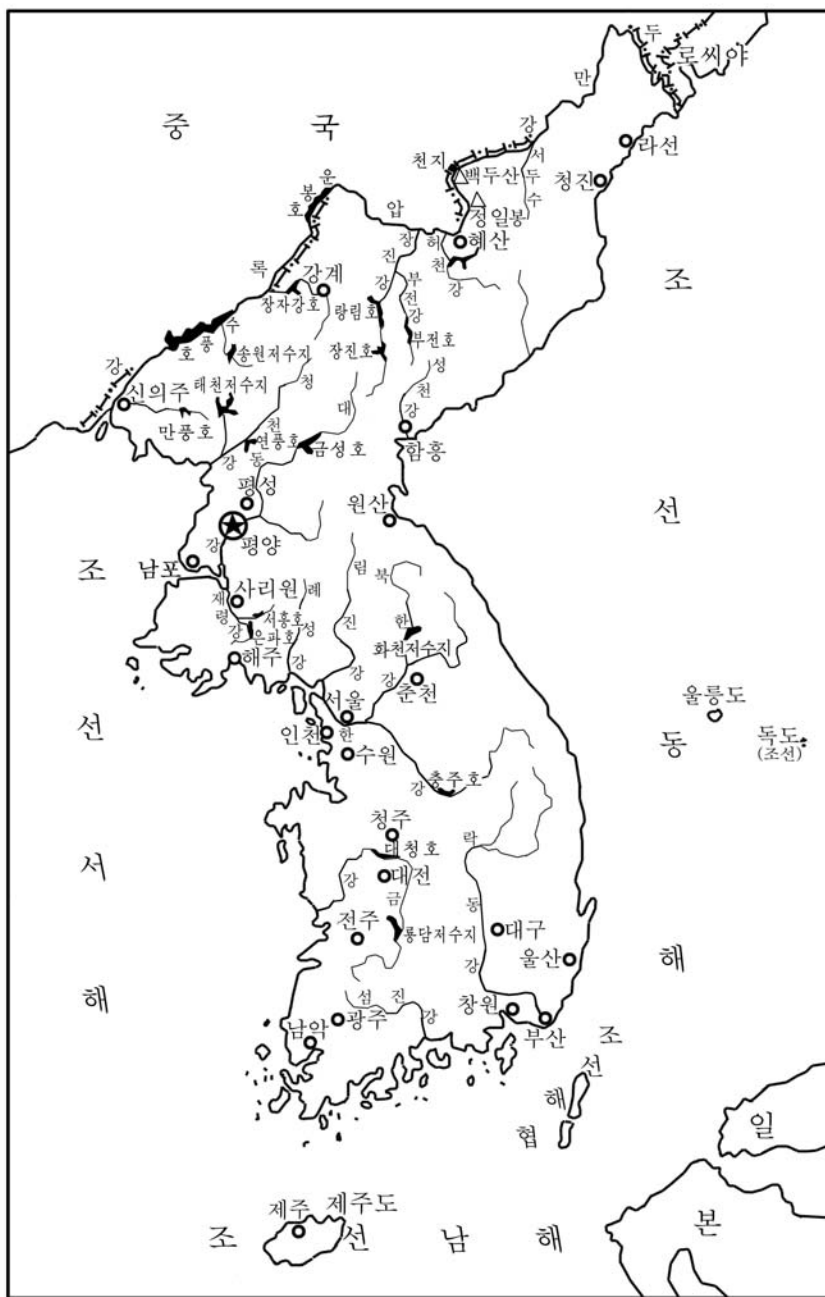 중국
두만강
로씨야
라선
청진
서두수
천지
백두산
정일봉
혜산
허천강
압록강
운봉호
장진강
부전강
강계
장자강호
랑림호
부전호
장진호
수풍호
송원저수지
성천강
신의주
태천저수지
만풍호
청천강
대동강
연풍호
금성호
함흥
평성
원산
평양
남포
사리원
재령강
서흥호
은파호
례성강
림진강
북한강
화천저수지
해주
춘천
서울
인천
한강
수원
울릉도
독도
(조선)
충주호
청주
대청호
대전
금강
락동강
전주
룡담저수지
대구
울산
섬진강
창원
부산
광주
남악
조선동해
조선서해
조선해협
일본
제주
제주도
조선남해